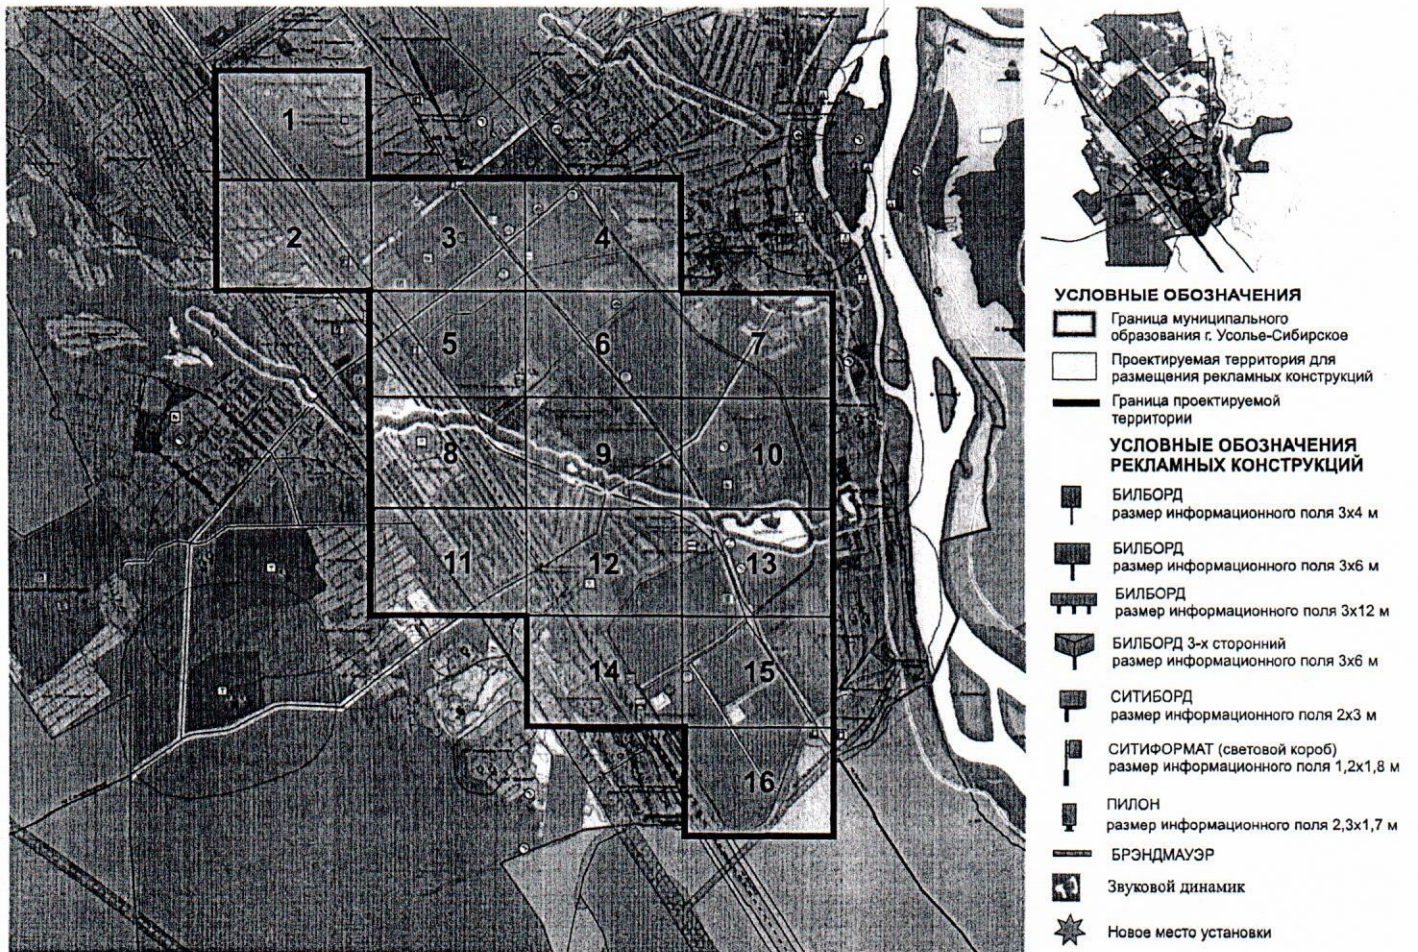 1
2
3
4
5
6
7
8
9
10
11
12
13
14
15
16
УСЛОВНЫЕ ОБОЗНАЧЕНИЯ
Граница муниципального
образования г. Усолье-Сибирское
Проектируемая территория для
размещения рекламных конструкций
Граница проектируемой
территории
УСЛОВНЫЕ ОБОЗНАЧЕНИЯ
РЕКЛАМНЫХ КОНСТРУКЦИЙ
БИЛБОРД
размер информационного поля 3х4 м
БИЛБОРД
размер информационного поля 3х6 м
БИЛБОРД
размер информационного поля 3х12 м
БИЛБОРД 3-х сторонний
размер информационного поля 3х6 м
СИТИБОРД
размер информационного поля 2х3 м
СИТИФОРМАТ (световой короб)
размер информационного поля 1,2х1,8 м
ПИЛОН
размер информационного поля 2,3х1,7 м
БРЭНДМАУЭР
Звуковой динамик
Новое место установки